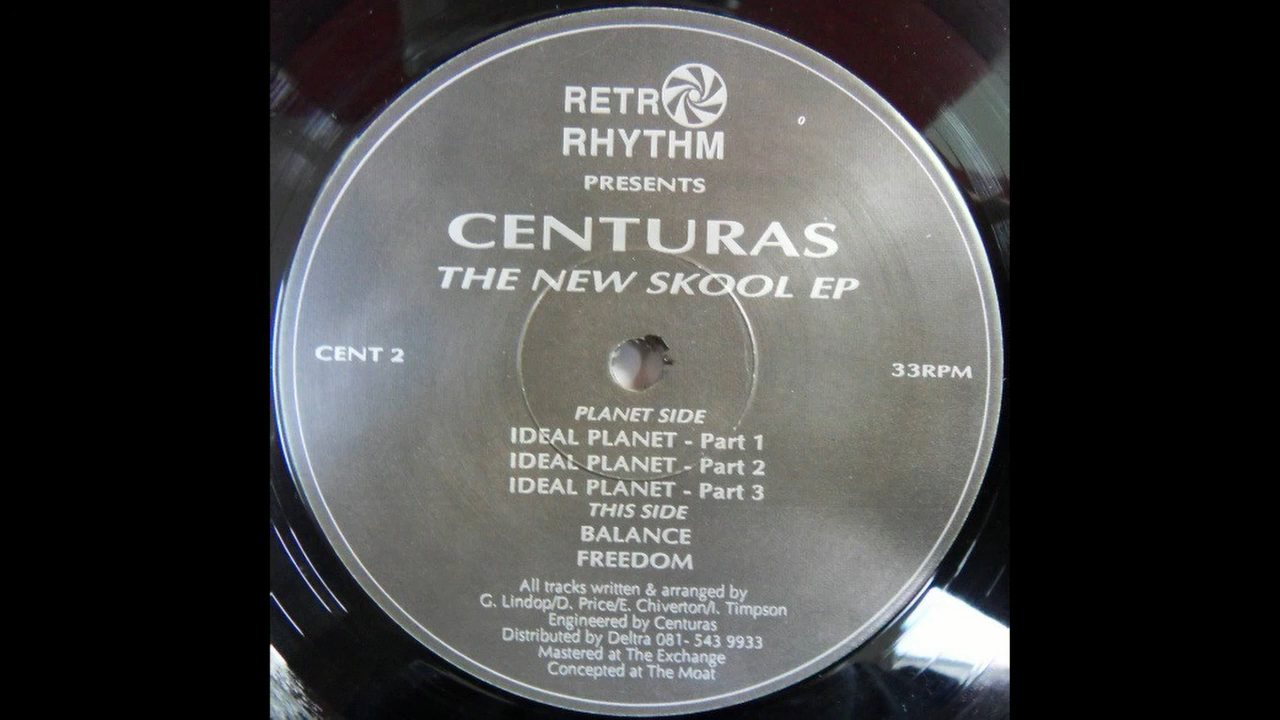 RETRO
RHYTHM
PRESENTS
CENTURAS
THE NEW SKOOL EP
CENT 2
33RPM
PLANET SIDE
IDEAL PLANET - Part 1
IDEAL PLANET - Part 2
IDEAL PLANET - Part 3
THIS SIDE
BALANCE
FREEDOM
All tracks written & arranged by
G. Lindop/D. Price/E. Chiverton/I. Timpson
Engineered by Centuras
Distributed by Deltra 081- 543 9933
Mastered at The Exchange
Concepted at The Moat